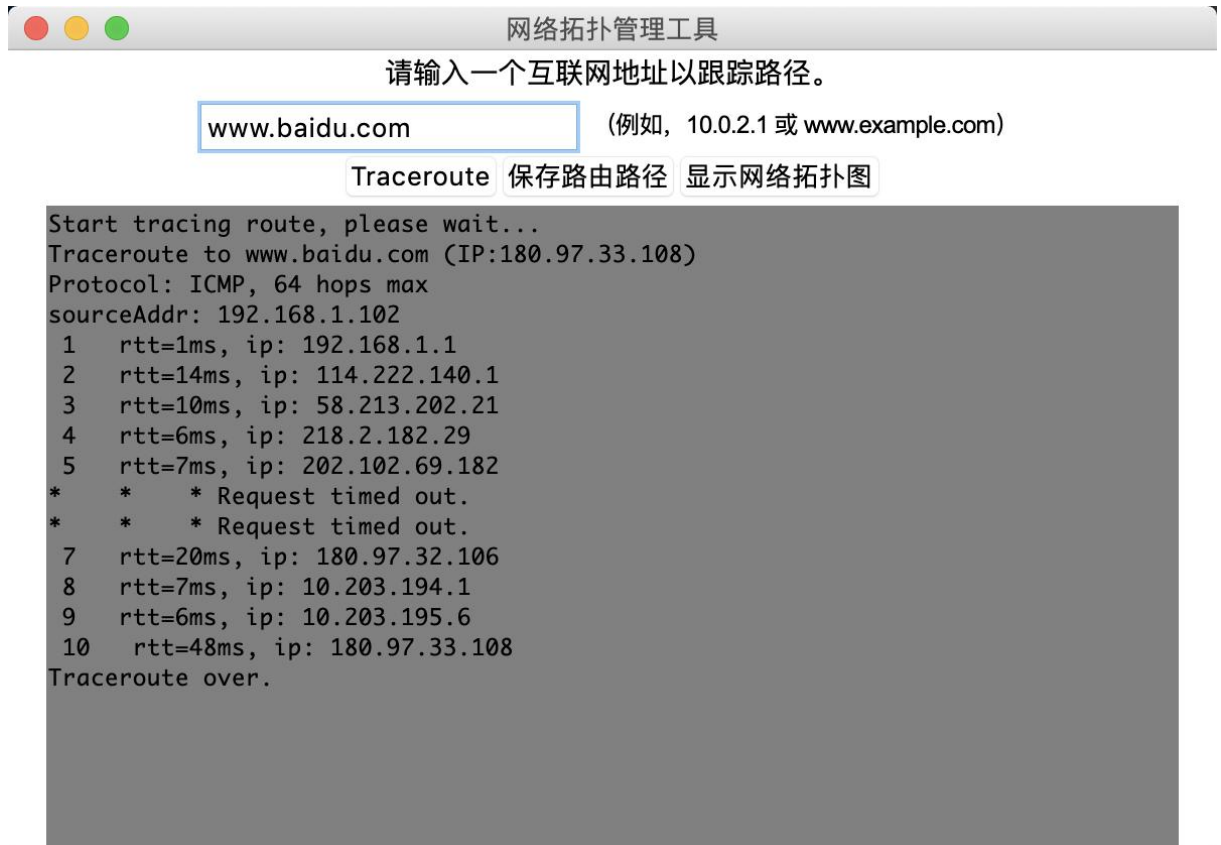 网络拓扑管理工具
请输入一个互联网地址以跟踪路径。
www.baidu.com （例如，10.0.2.1 或 www.example.com）
Traceroute 保存路由路径 显示网络拓扑图
Start tracing route, please wait...
Traceroute to www.baidu.com (IP:180.97.33.108)
Protocol: ICMP, 64 hops max
sourceAddr: 192.168.1.102
1 rtt=1ms, ip: 192.168.1.1
2 rtt=14ms, ip: 114.222.140.1
3 rtt=10ms, ip: 58.213.202.21
4 rtt=6ms, ip: 218.2.182.29
5 rtt=7ms, ip: 202.102.69.182
* * * Request timed out.
* * * Request timed out.
7 rtt=20ms, ip: 180.97.32.106
8 rtt=7ms, ip: 10.203.194.1
9 rtt=6ms, ip: 10.203.195.6
10 rtt=48ms, ip: 180.97.33.108
Traceroute over.